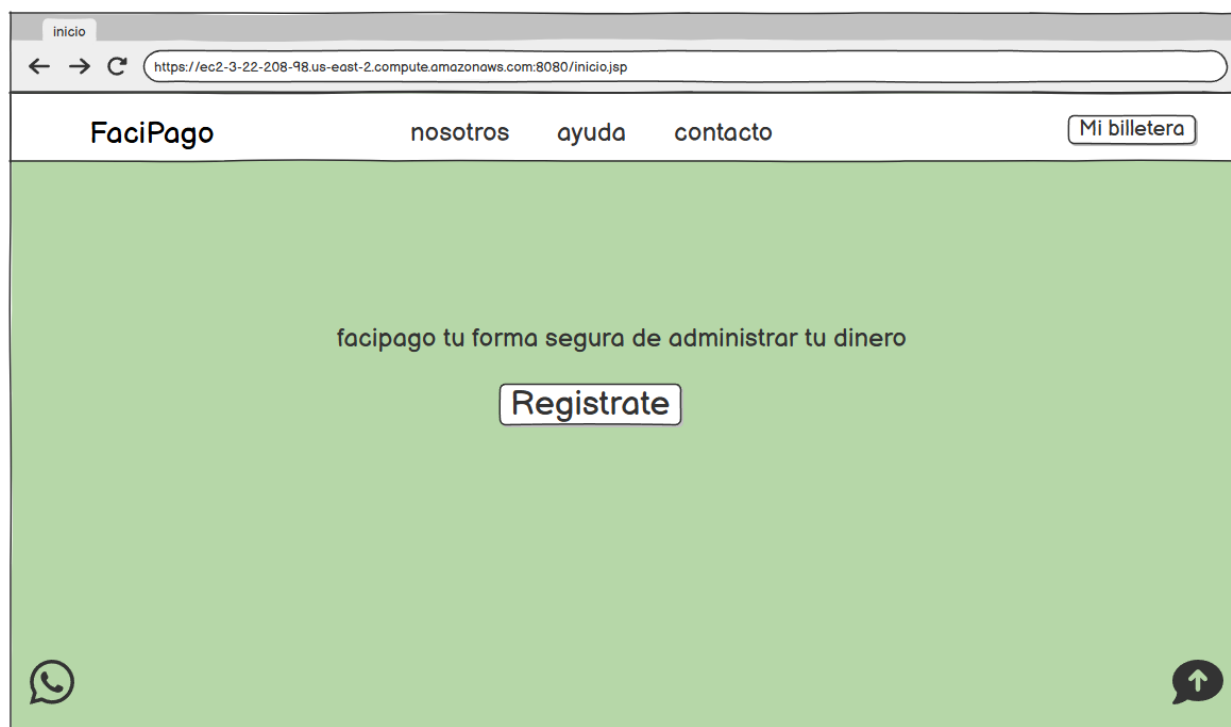 inicio
https://ec2-3-22-208-98.us-east-2.compute.amazonaws.com:8080/inicio.jsp
FaciPago nosotros ayuda contacto Mi billetera
facipago tu forma segura de administrar tu dinero
Registrate